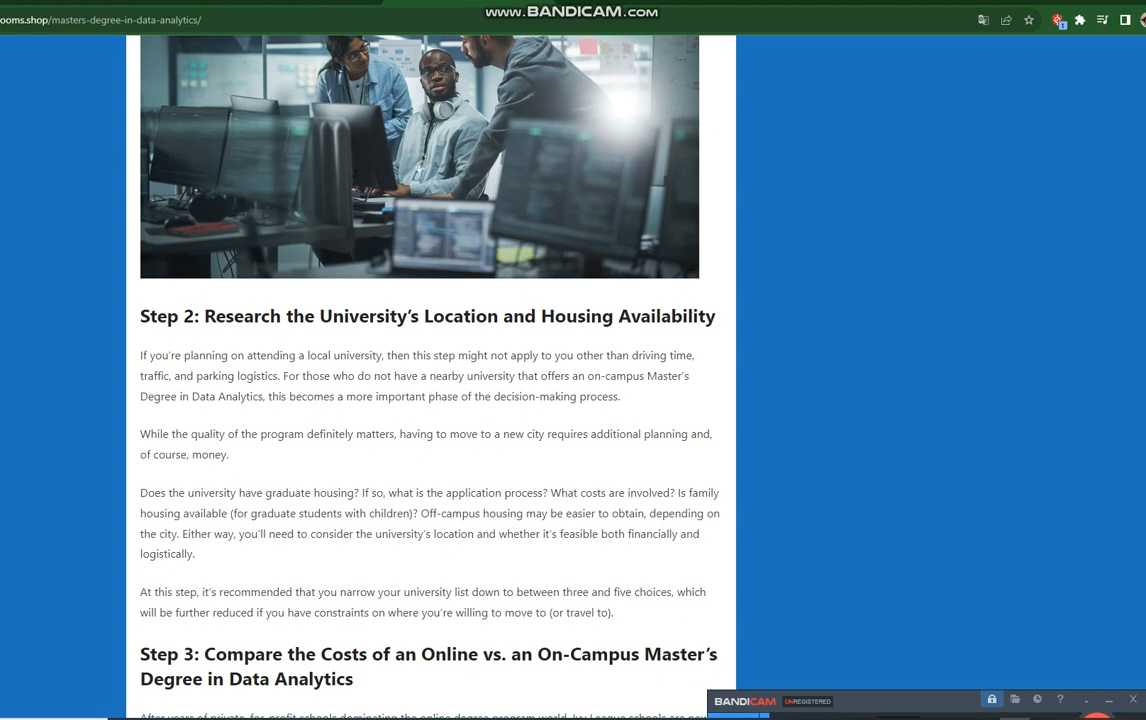 www.BANDICAM.com
ooms.shop/masters-degree-in-data-analytics/
Step 2: Research the University’s Location and Housing Availability
If you’re planning on attending a local university, then this step might not apply to you other than driving time,
traffic, and parking logistics. For those who do not have a nearby university that offers an on-campus Master’s
Degree in Data Analytics, this becomes a more important phase of the decision-making process.
While the quality of the program definitely matters, having to move to a new city requires additional planning and,
of course, money.
Does the university have graduate housing? If so, what is the application process? What costs are involved? Is family
housing available (for graduate students with children)? Off-campus housing may be easier to obtain, depending on
the city. Either way, you’ll need to consider the university’s location and whether it’s feasible both financially and
logistically.
At this step, it’s recommended that you narrow your university list down to between three and five choices, which
will be further reduced if you have constraints on where you’re willing to move to (or travel to).
Step 3: Compare the Costs of an Online vs. an On-Campus Master’s
Degree in Data Analytics
BANDICAM UNREGISTERED